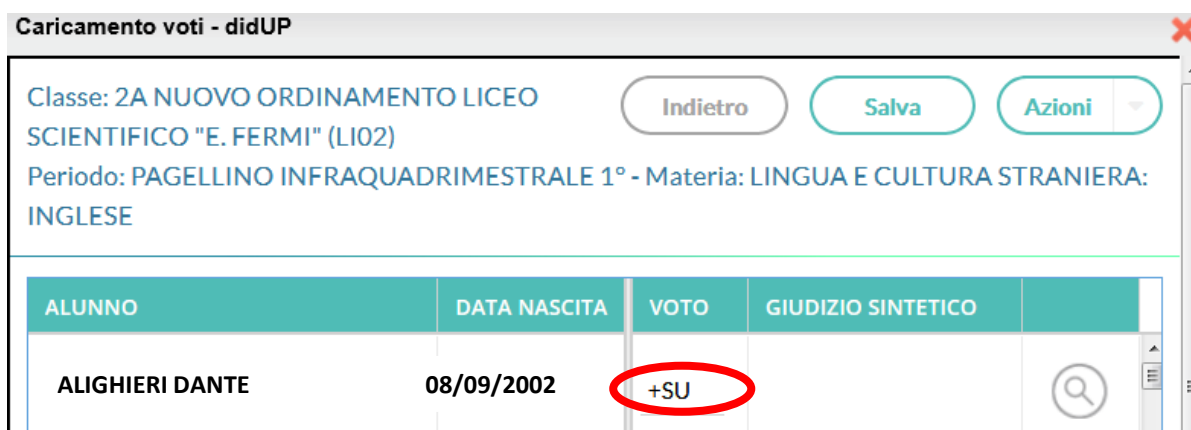 Caricamento voti - didUP
Classe: 2A NUOVO ORDINAMENTO LICEO
SCIENTIFICO "E. FERMI" (LI02)
Indietro
Salva
Azioni
Periodo: PAGELLINO INFRAQUADRIMESTRALE 1° - Materia: LINGUA E CULTURA STRANIERA:
INGLESE
ALUNNO DATA NASCITA VOTO GIUDIZIO SINTETICO
ALIGHIERI DANTE 08/09/2002 +SU